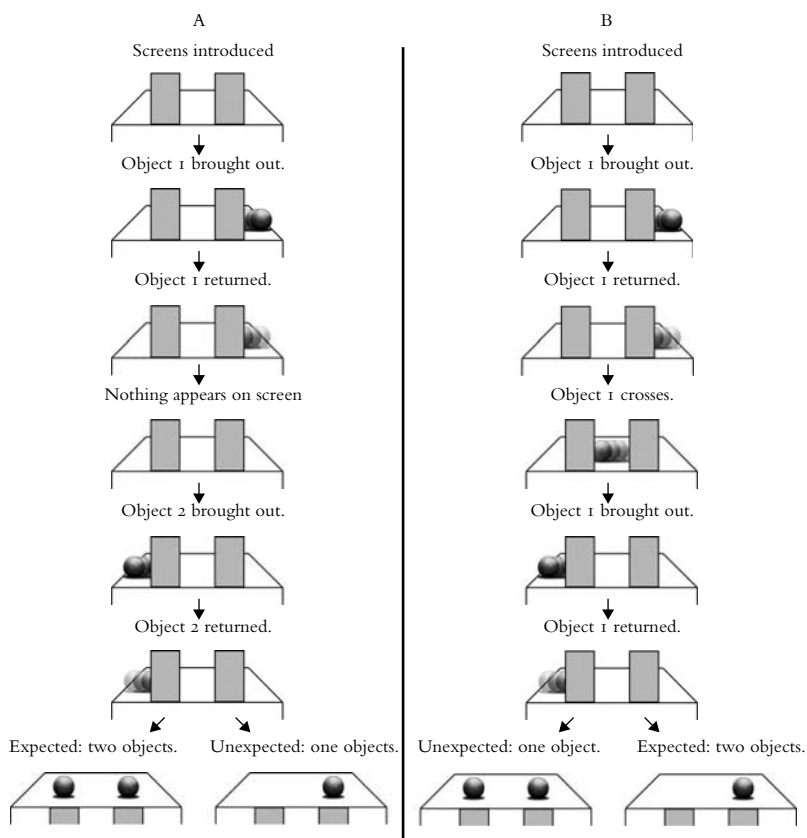 A
Screens introduced
Object 1 brought out.
Object 1 returned.
Nothing appears on screen
Object 2 brought out.
Object 2 returned.
Expected: two objects.
Unexpected: one objects.
B
Screens introduced
Object 1 brought out.
Object 1 returned.
Object 1 crosses.
Object 1 brought out.
Object 1 returned.
Unexpected: one object.
Expected: two objects.